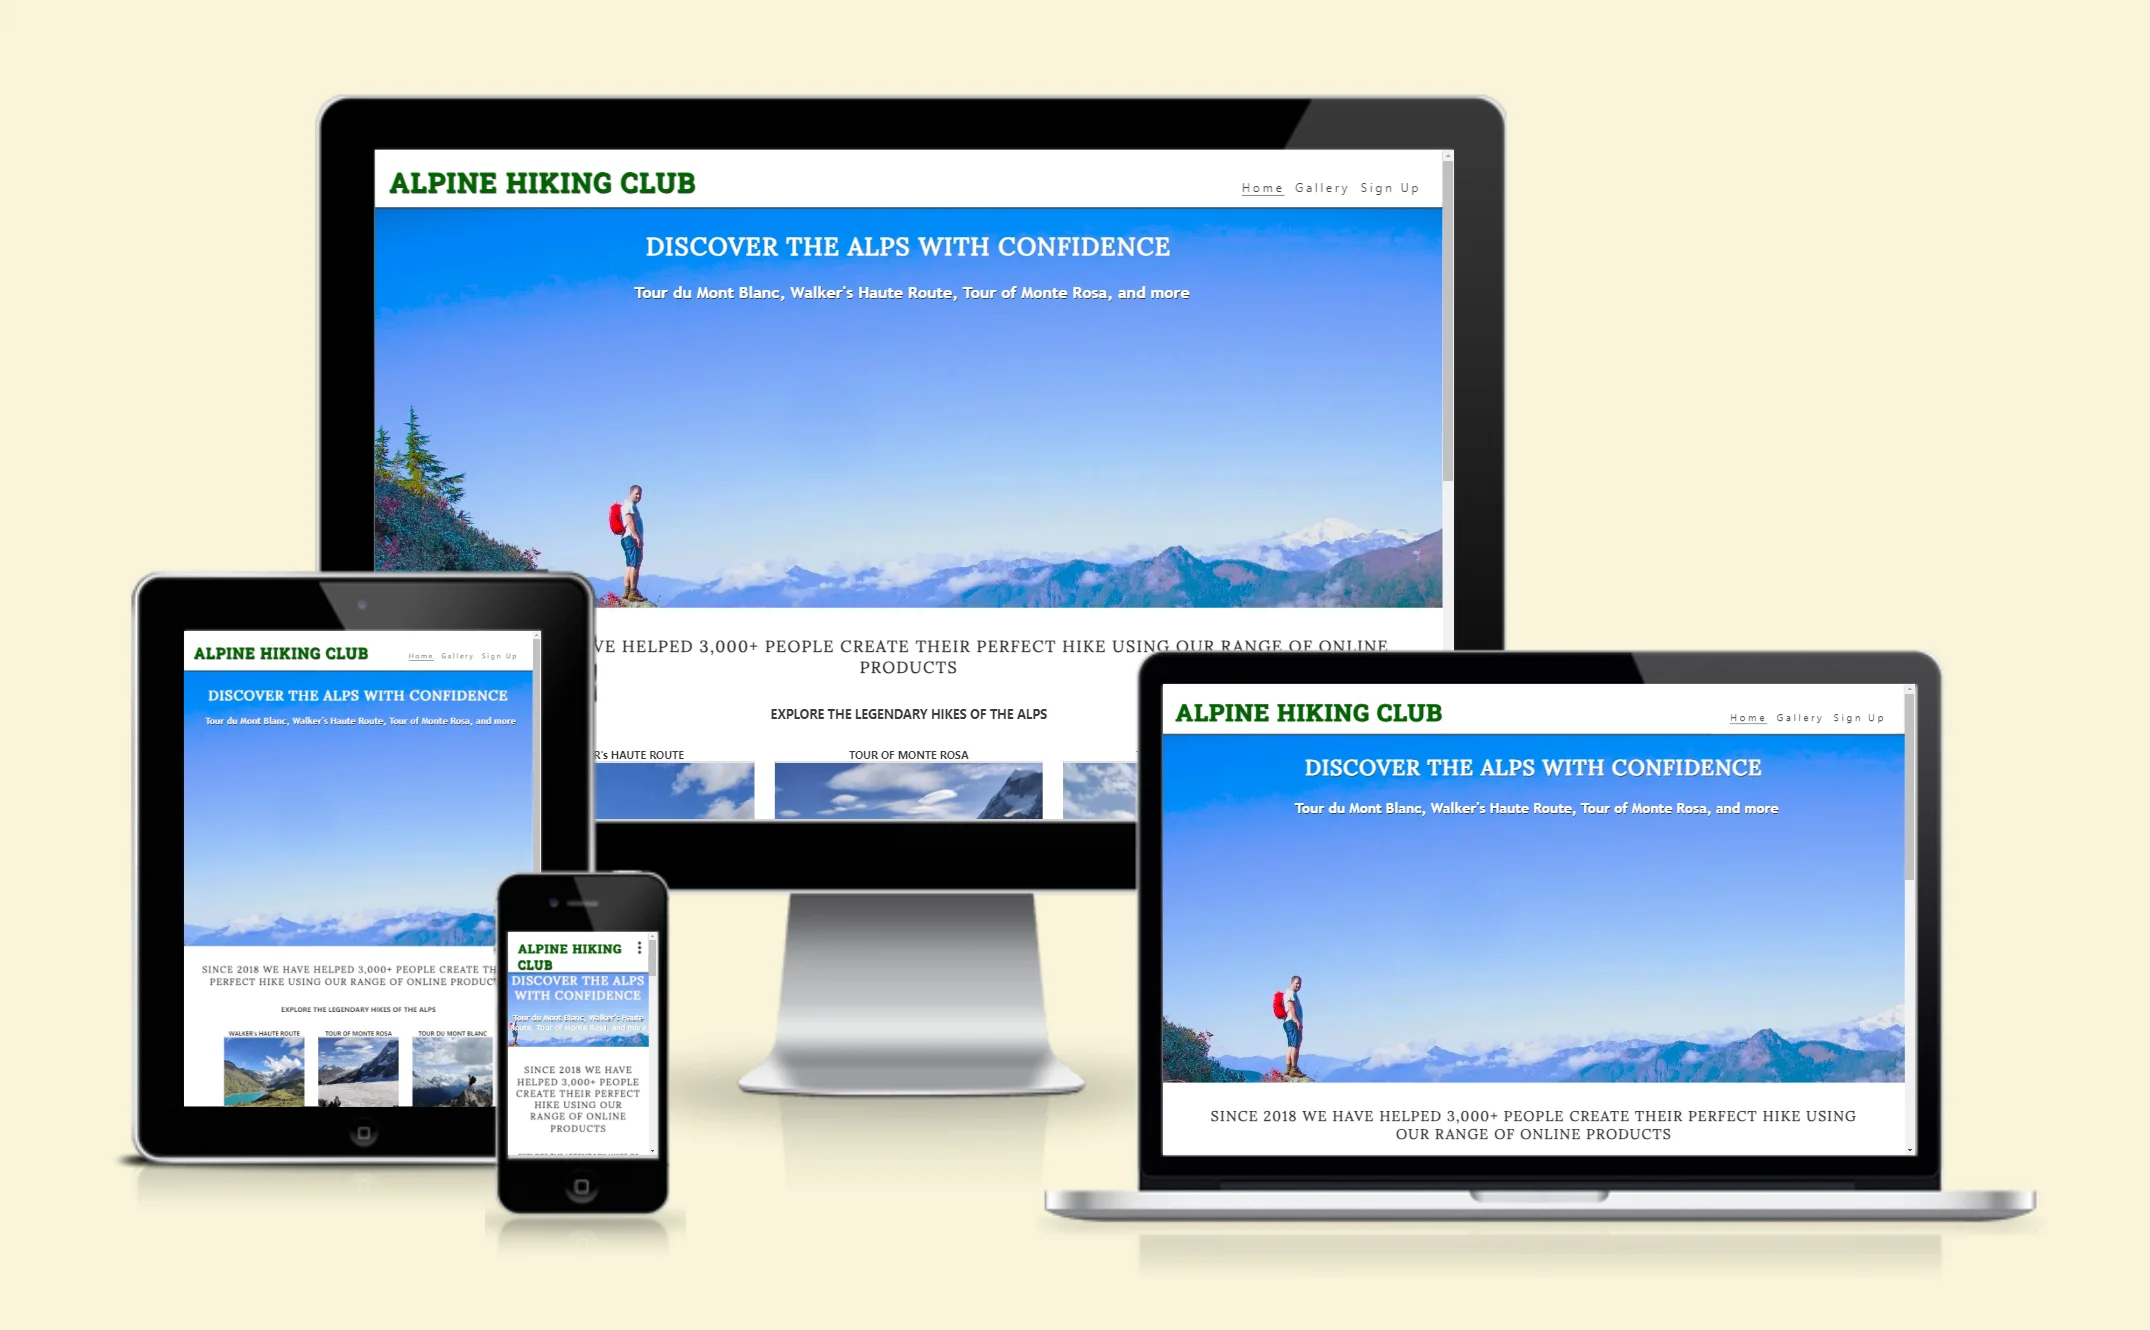 ALPINE HIKING CLUB
Home Gallery Sign Up
DISCOVER THE ALPS WITH CONFIDENCE
Tour du Mont Blanc, Walker's Haute Route, Tour of Monte Rosa, and more
VE HELPED 3,000+ PEOPLE CREATE THEIR PERFECT HIKE USING OUR RANGE OF ONLINE
PRODUCTS
EXPLORE THE LEGENDARY HIKES OF THE ALPS
R's HAUTE ROUTE TOUR OF MONTE ROSA
ALPINE HIKING CLUB
Home Gallery Sign Up
DISCOVER THE ALPS WITH CONFIDENCE
Tour du Mont Blanc, Walker's Haute Route, Tour of Monte Rosa, and more
SINCE 2018 WE HAVE HELPED 3,000+ PEOPLE CREATE TH
PERFECT HIKE USING OUR RANGE OF ONLINE PRODUC
EXPLORE THE LEGENDARY HIKES OF THE ALPS
WALKER's HAUTE ROUTE TOUR OF MONTE ROSA TOUR DU MONT BLANC
ALPINE HIKING
CLUB
DISCOVER THE ALPS
WITH CONFIDENCE
Tour du Mont Blanc, Walker's Haute
Route, Tour of Monte Rosa, and more
SINCE 2018 WE HAVE
HELPED 3,000+ PEOPLE
CREATE THEIR PERFECT
HIKE USING OUR
RANGE OF ONLINE
PRODUCTS
ALPINE HIKING CLUB
Home Gallery Sign Up
DISCOVER THE ALPS WITH CONFIDENCE
Tour du Mont Blanc, Walker's Haute Route, Tour of Monte Rosa, and more
SINCE 2018 WE HAVE HELPED 3,000+ PEOPLE CREATE THEIR PERFECT HIKE USING
OUR RANGE OF ONLINE PRODUCTS